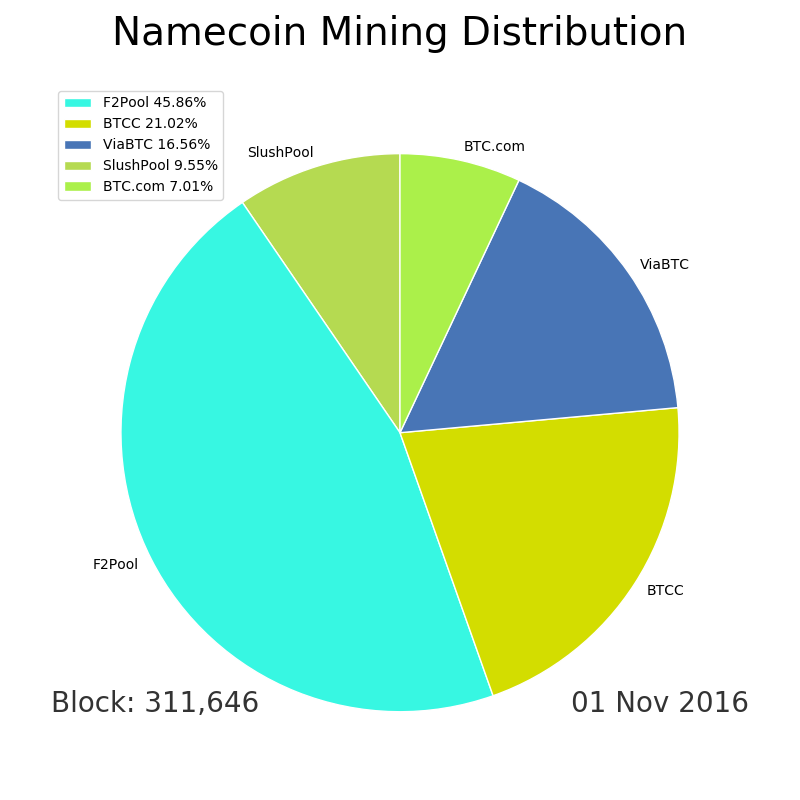 Namecoin Mining Distribution
F2Pool 45.86%
BTCC 21.02%
ViaBTC 16.56%
SlushPool 9.55%
BTC.com 7.01%
SlushPool
BTC.com
ViaBTC
F2Pool
BTCC
Block: 311,646
01 Nov 2016